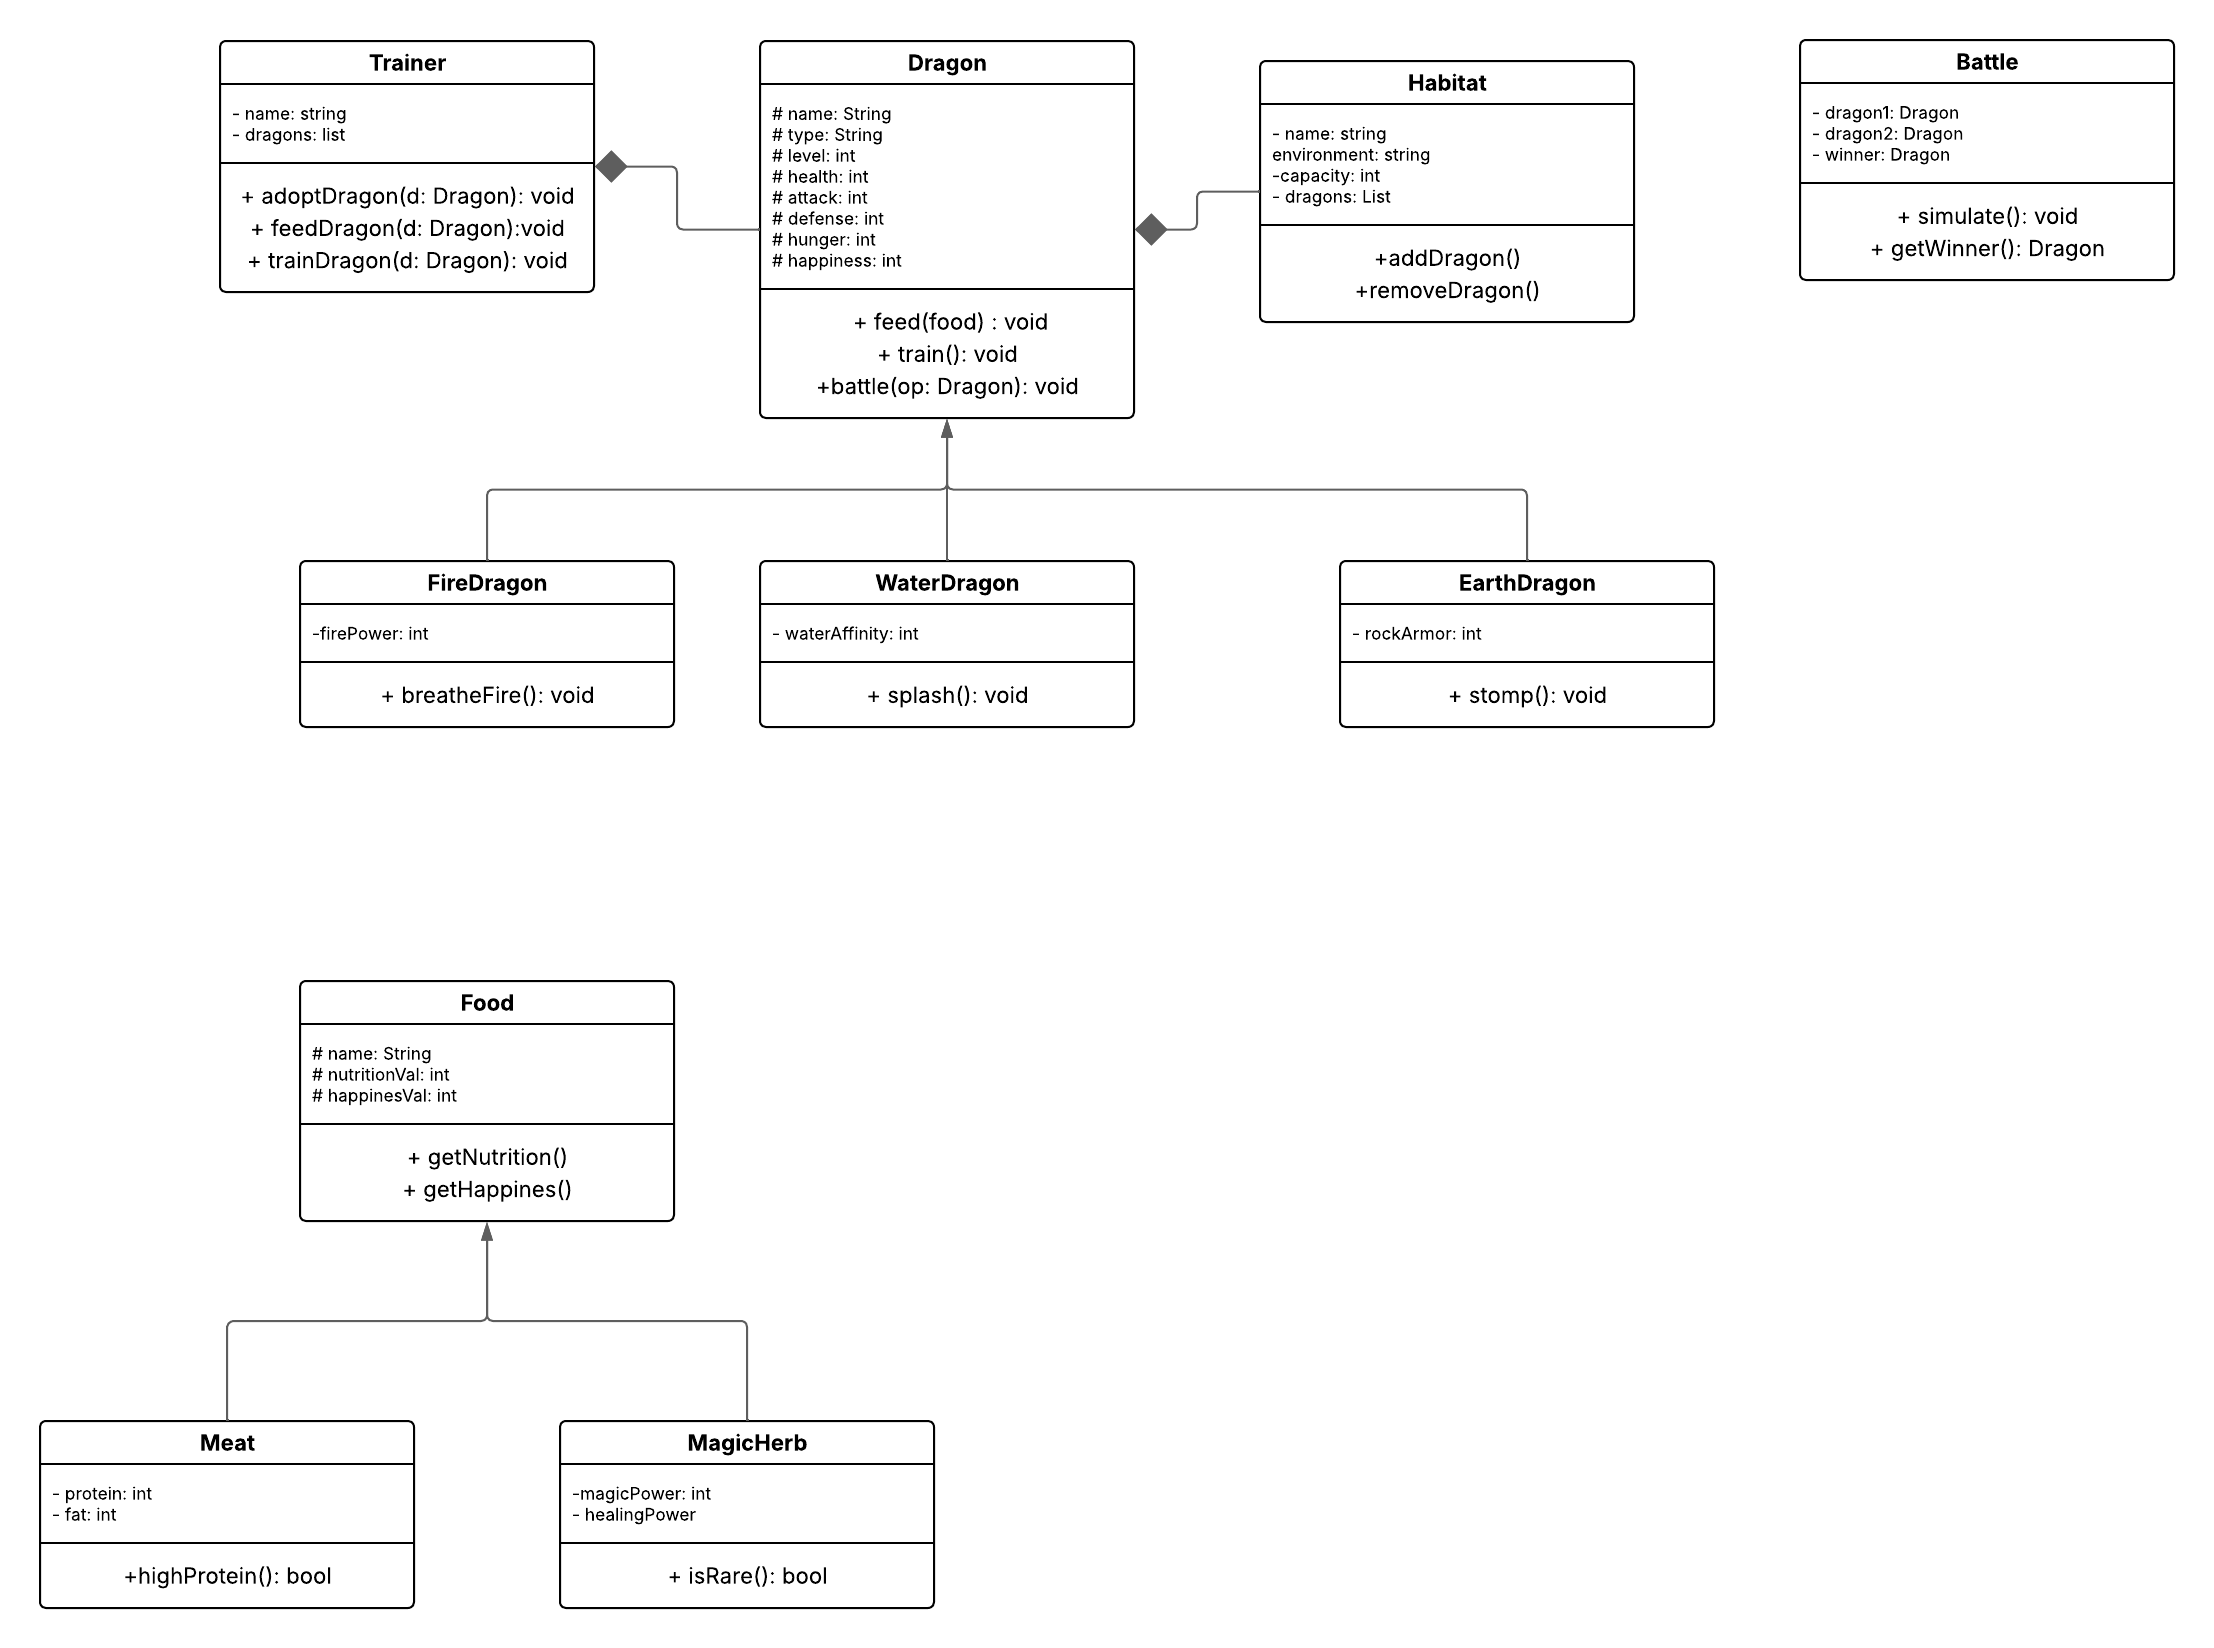 Trainer
- name: string
- dragons: list
+ adoptDragon(d: Dragon): void
+ feedDragon(d: Dragon):void
+ trainDragon(d: Dragon): void
Dragon
# name: String
# type: String
# level: int
# health: int
# attack: int
# defense: int
# hunger: int
# happiness: int
+ feed(food) : void
+ train(): void
+battle(op: Dragon): void
Habitat
- name: string
environment: string
-capacity: int
- dragons: List
+addDragon()
+removeDragon()
Battle
- dragon1: Dragon
- dragon2: Dragon
- winner: Dragon
+ simulate(): void
+ getWinner(): Dragon
FireDragon
-firePower: int
+ breatheFire(): void
WaterDragon
- waterAffinity: int
+ splash(): void
EarthDragon
- rockArmor: int
+ stomp(): void
Food
# name: String
# nutritionVal: int
# happinesVal: int
+ getNutrition()
+ getHappines()
Meat
- protein: int
- fat: int
+highProtein(): bool
MagicHerb
-magicPower: int
- healingPower
+ isRare(): bool